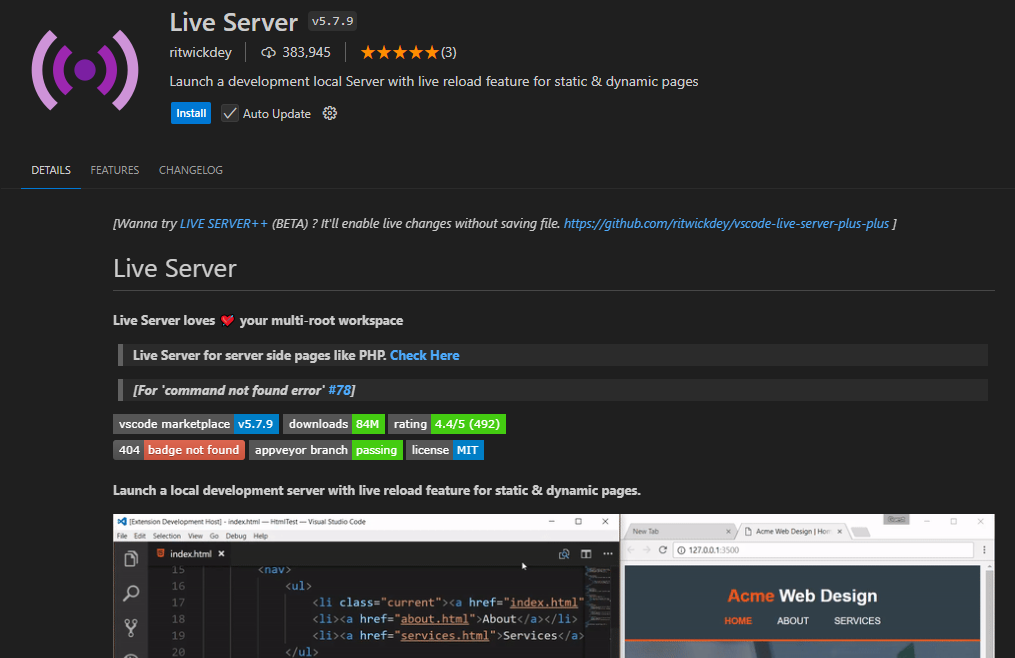 Live Server v5.7.9
ritwickdey 383,945 (3)
Launch a development local Server with live reload feature for static & dynamic pages
Install Auto Update
DETAILS FEATURES CHANGELOG
[Wanna try LIVE SERVER++ (BETA) ? It'll enable live changes without saving file. https://github.com/ritwickdey/vscode-live-server-plus-plus ]
Live Server
Live Server loves ❤ your multi-root workspace
Live Server for server side pages like PHP. Check Here
[For 'command not found error' #78]
vscode marketplace v5.7.9 downloads 84M rating 4.4/5 (492)
404 badge not found appveyor branch passing license MIT
Launch a local development server with live reload feature for static & dynamic pages.
[Extension Development Host] - index.html — HtmlTest — Visual Studio Code
File Edit Selection View Go Debug Help
index.html
15 <nav>
16 <ul>
17 <li class="current"><a href="index.html"
18 <li><a href="about.html">About</a></li>
19 <li><a href="services.html">Services</a>
20 </ul>
New Tab Acme Web Design | Hom
127.0.0.1:3500
Acme Web Design
HOME ABOUT SERVICES